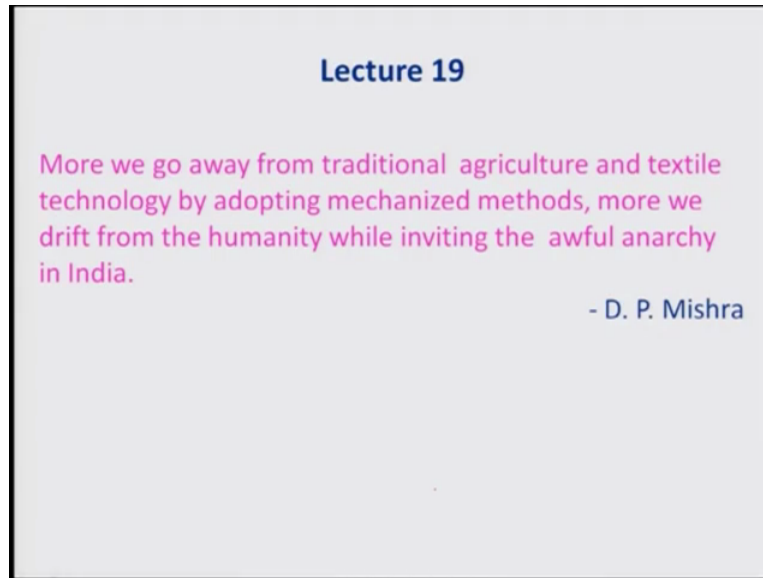 Lecture 19
More we go away from traditional agriculture and textile
technology by adopting mechanized methods, more we
drift from the humanity while inviting the awful anarchy
in India.
- D. P. Mishra